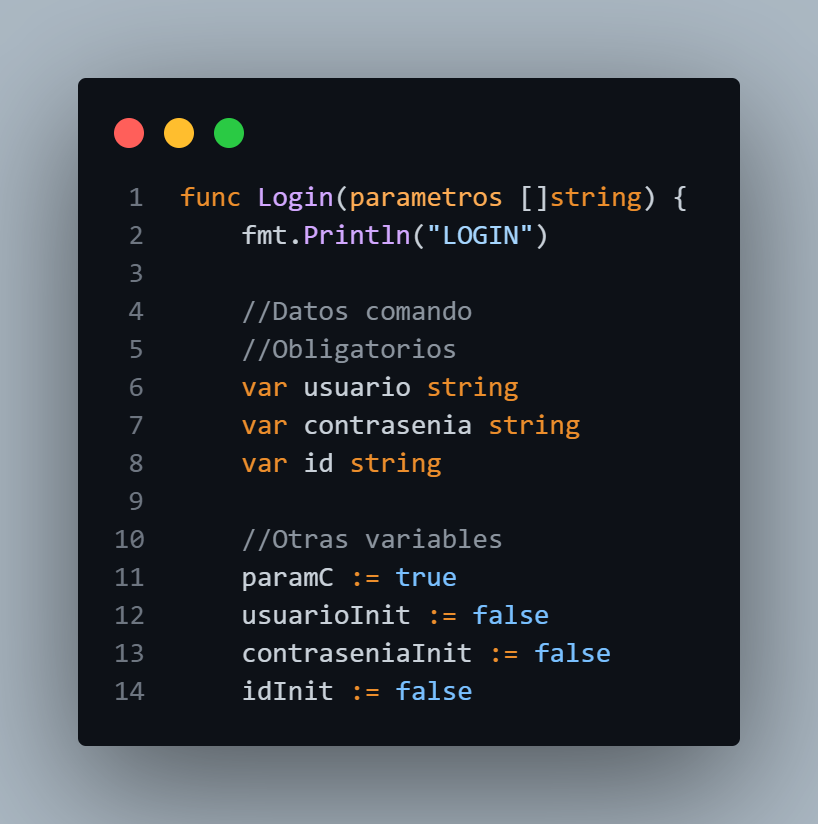 1 func Login(parametros []string) {
2 fmt.Println("LOGIN")
3
4 //Datos comando
5 //Obligatorios
6 var usuario string
7 var contrasenia string
8 var id string
9
10 //Otras variables
11 paramC := true
12 usuarioInit := false
13 contraseniaInit := false
14 idInit := false